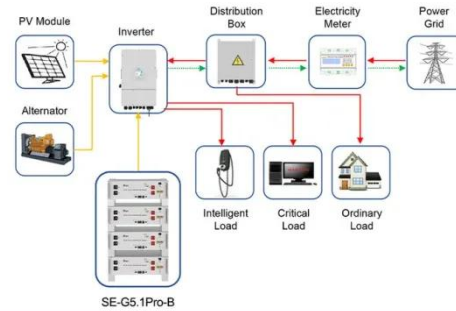 PV Module
Inverter
Distribution
Box
Electricity
Meter
Power
Grid
Alternator
Intelligent
Load
Critical
Load
Ordinary
Load
SE-G5.1Pro-B